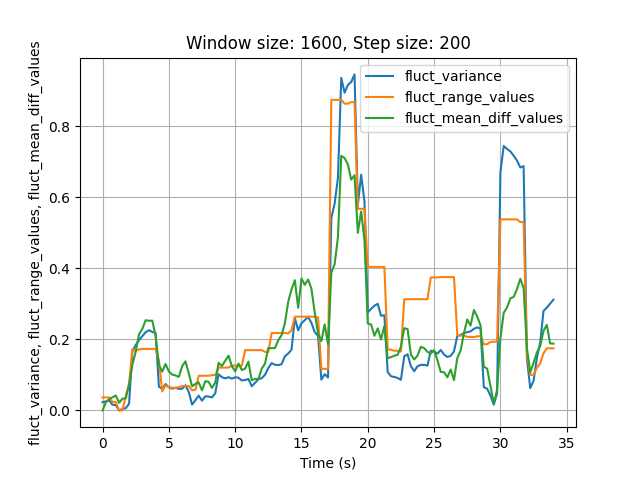 Window size: 1600, Step size: 200
fluct_variance
fluct_range_values
fluct_mean_diff_values
fluct_variance, fluct_range_values, fluct_mean_diff_values
0.8
0.6
0.4
0.2
0.0
0 5 10 15 20 25 30 35
Time (s)